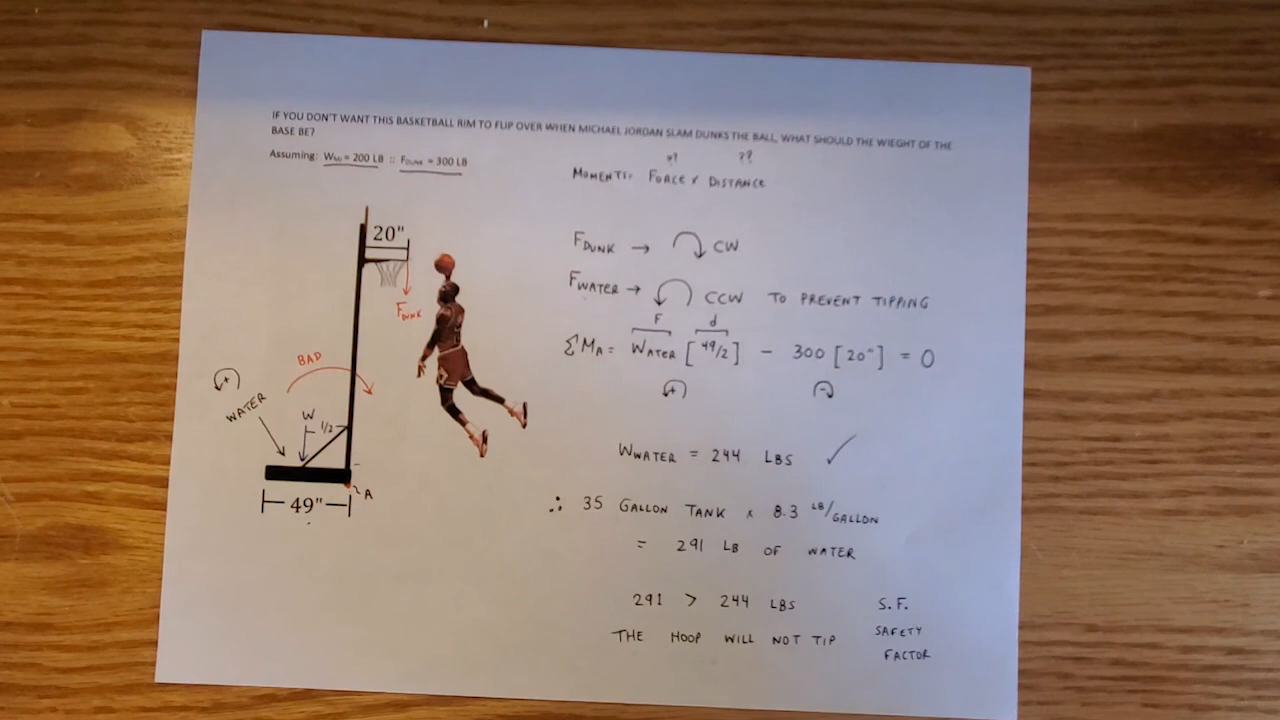 IF YOU DON'T WANT THIS BASKETBALL RIM TO FLIP OVER WHEN MICHAEL JORDAN SLAM DUNKS THE BALL, WHAT SHOULD THE WIEGHT OF THE
BASE BE?
Assuming: WMJ = 200 LB :: FDUNK = 300 LB
?? ??
MOMENTS: FORCE × DISTANCE
20"
FDUNK
FDUNK → CW
FWATER → CCW TO PREVENT TIPPING
F d
ΣMA = WATER [49/2] - 300 [20"] = 0
+ -
BAD
+
WATER
W
1/2
A
49"
WWATER = 244 LBS ✓
∴ 35 GALLON TANK × 8.3 LB/GALLON
= 291 LB OF WATER
291 > 244 LBS
THE HOOP WILL NOT TIP
S.F.
SAFETY
FACTOR